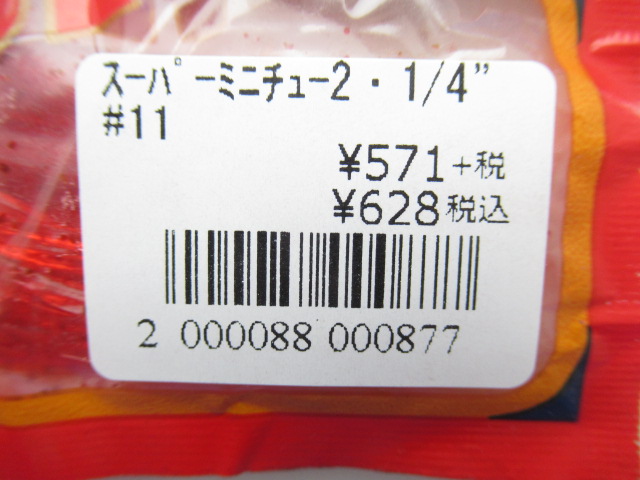 スーパーミニチュー2・1/4”
#11
¥571+税
¥628税込
2 000088 000877